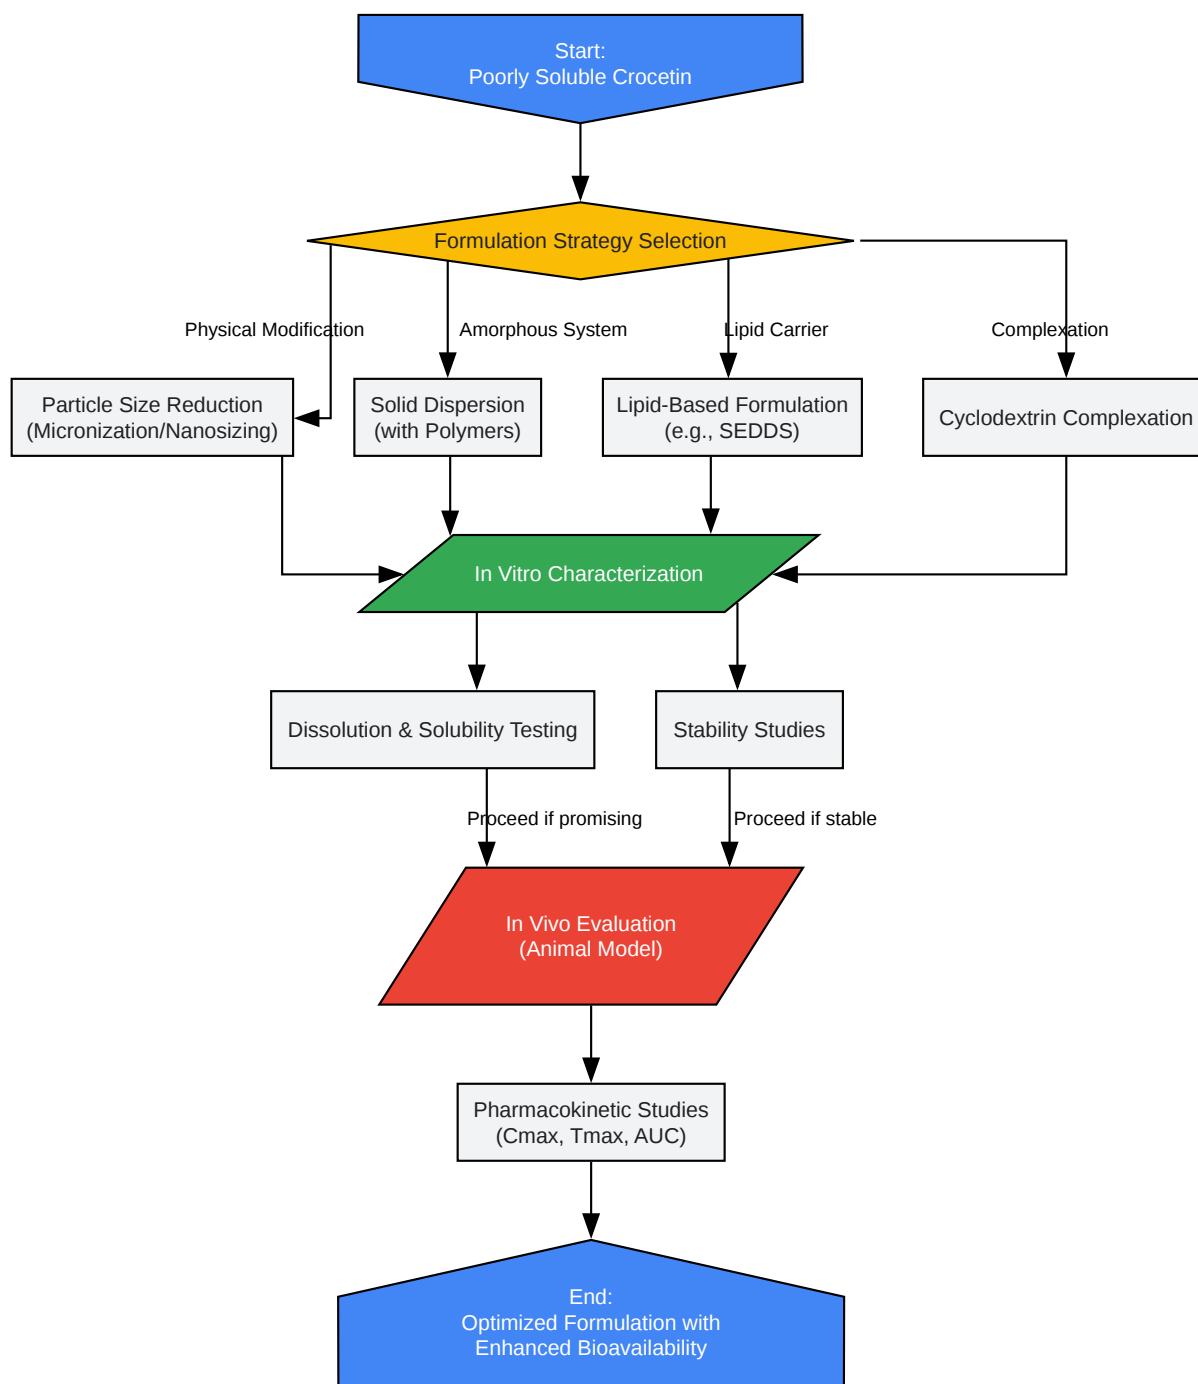 Start:
Poorly Soluble Crocetin
Formulation Strategy Selection
Physical Modification
Amorphous System
Lipid Carrier
Complexation
Particle Size Reduction
(Micronization/Nanosizing)
Solid Dispersion
(with Polymers)
Lipid-Based Formulation
(e.g., SEDDS)
Cyclodextrin Complexation
In Vitro Characterization
Dissolution & Solubility Testing
Stability Studies
Proceed if promising
Proceed if stable
In Vivo Evaluation
(Animal Model)
Pharmacokinetic Studies
(Cmax, Tmax, AUC)
End:
Optimized Formulation with
Enhanced Bioavailability